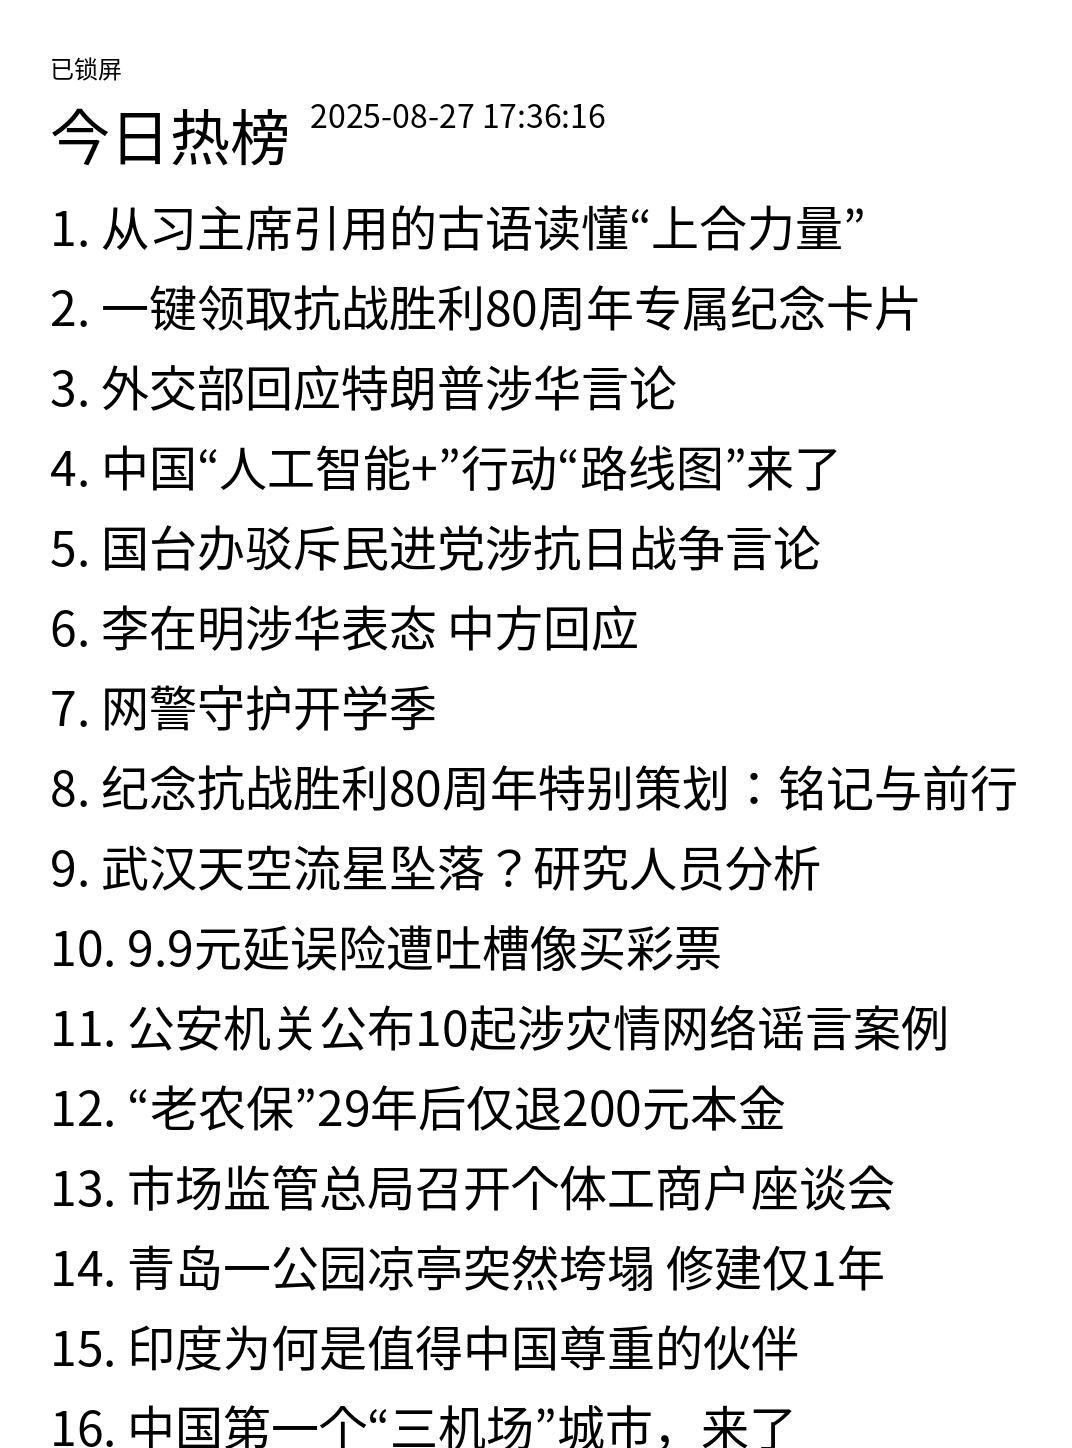 已锁屏
今日热榜 2025-08-27 17:36:16
1. 从习主席引用的古语读懂“上合力量”
2. 一键领取抗战胜利80周年专属纪念卡片
3. 外交部回应特朗普涉华言论
4. 中国“人工智能+”行动“路线图”来了
5. 国台办驳斥民进党涉抗日战争言论
6. 李在明涉华表态 中方回应
7. 网警守护开学季
8. 纪念抗战胜利80周年特别策划：铭记与前行
9. 武汉天空流星坠落？研究人员分析
10. 9.9元延误险遭吐槽像买彩票
11. 公安机关公布10起涉灾情网络谣言案例
12. “老农保”29年后仅退200元本金
13. 市场监管总局召开个体工商户座谈会
14. 青岛一公园凉亭突然垮塌 修建仅1年
15. 印度为何是值得中国尊重的伙伴
16. 中国第一个“三机场”城市，来了